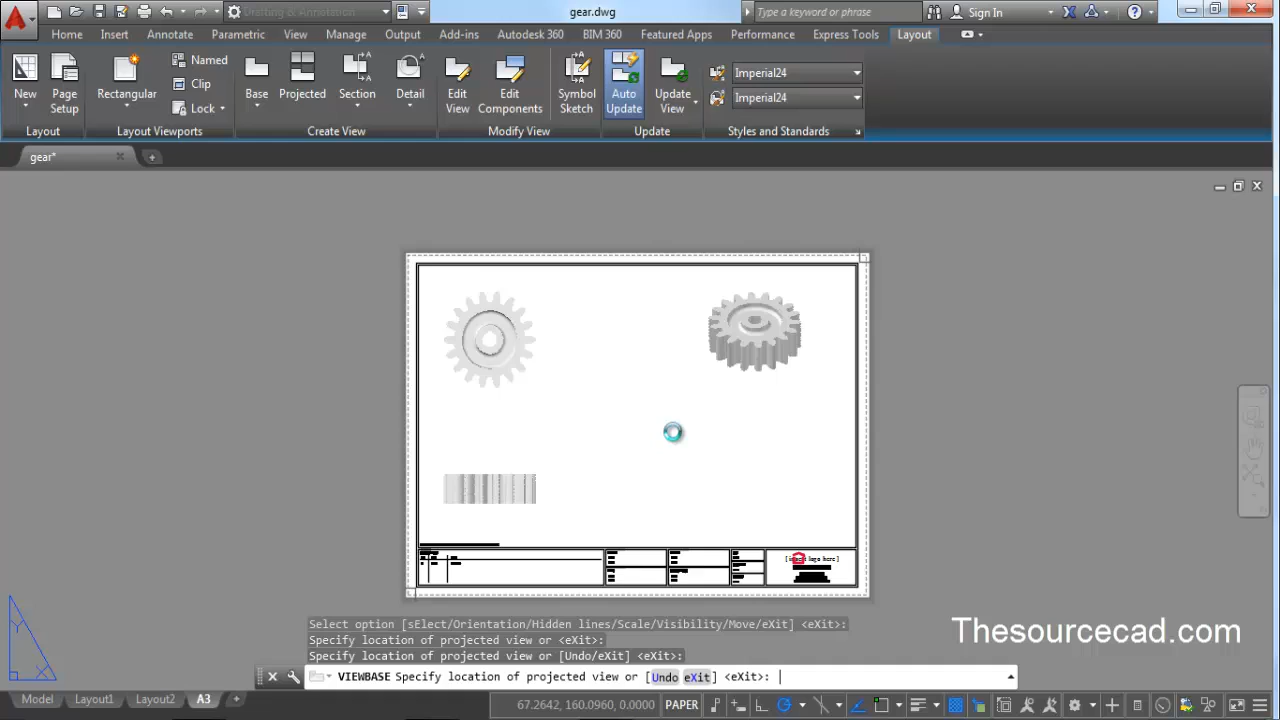 Drafting & Annotation
gear.dwg
Type a keyword or phrase
Sign In
Home Insert Annotate Parametric View Manage Output Add-ins Autodesk 360 BIM 360 Featured Apps Performance Express Tools Layout
New
Page Setup
Rectangular
Named
Clip
Lock
Base
Projected
Section
Detail
Edit View
Edit Components
Symbol Sketch
Auto Update
Update View
Imperial24
Imperial24
Layout Layout Viewports Create View Modify View Update Styles and Standards
gear*
[insert logo here]
Select option [sElect/Orientation/Hidden lines/Scale/Visibility/Move/eXit] <eXit>:
Specify location of projected view or <eXit>:
Specify location of projected view or [Undo/eXit] <eXit>:
VIEWBASE Specify location of projected view or [Undo eXit] <eXit>:
Thesourcecad.com
Y
X
Model Layout1 Layout2 A3
67.2642, 160.0960, 0.0000 PAPER